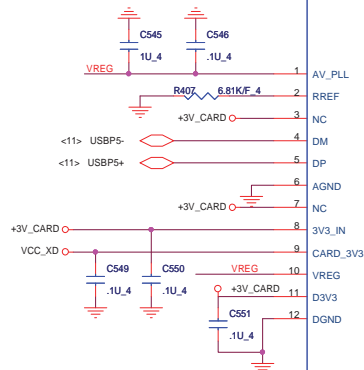 C545
C546
1U_4
.1U_4
VREG
1
AV_PLL
R407
6.81K/F_4
2
RREF
+3V_CARD
3
NC
<11> USBP5-
4
DM
<11> USBP5+
5
DP
6
AGND
+3V_CARD
7
NC
+3V_CARD
8
3V3_IN
VCC_XD
9
CARD_3V3
C549
C550
VREG
10
VREG
.1U_4
.1U_4
+3V_CARD
11
D3V3
C551
12
DGND
.1U_4